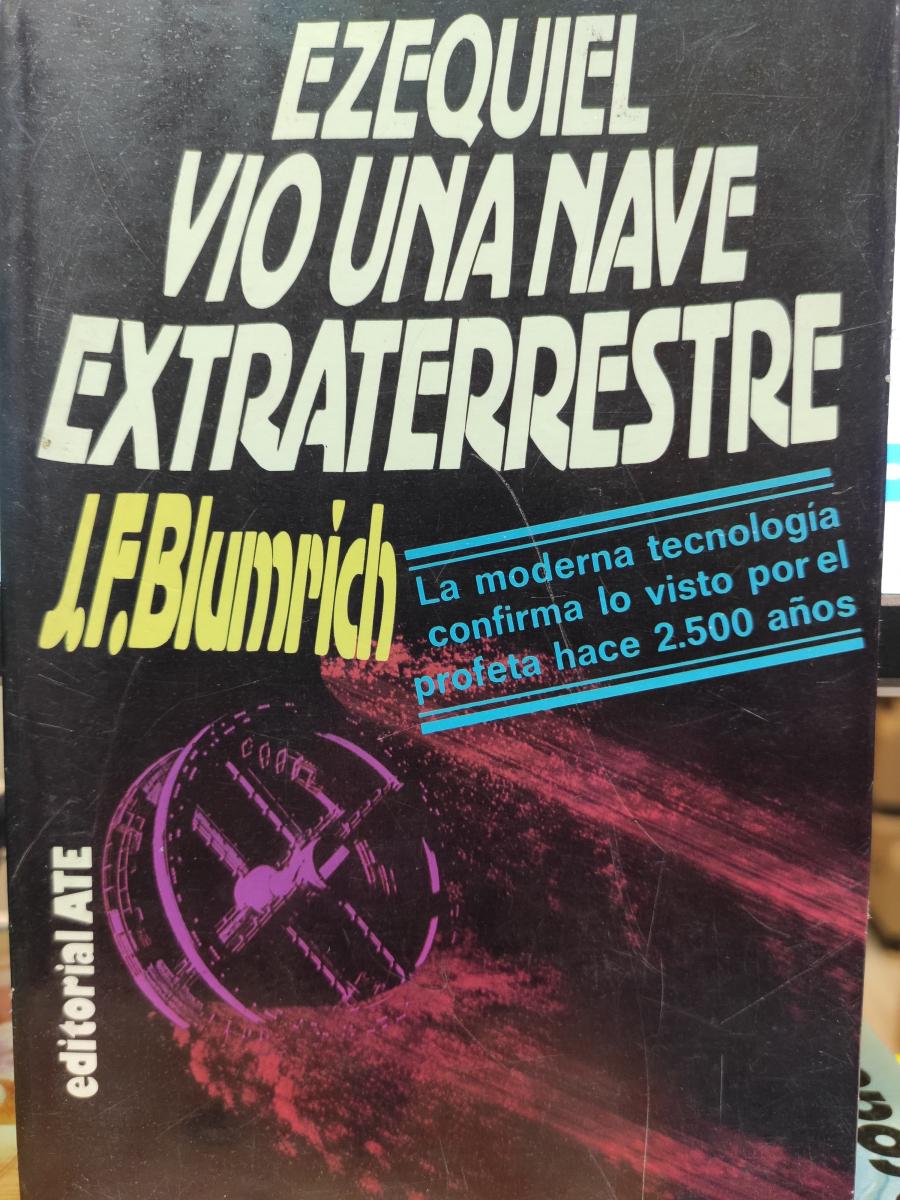 EZEQUIEL
VIO UNA NAVE
EXTRATERRESTRE
J.F.Blumrich
La moderna tecnología
confirma lo visto por el
profeta hace 2.500 años
editorial ATE